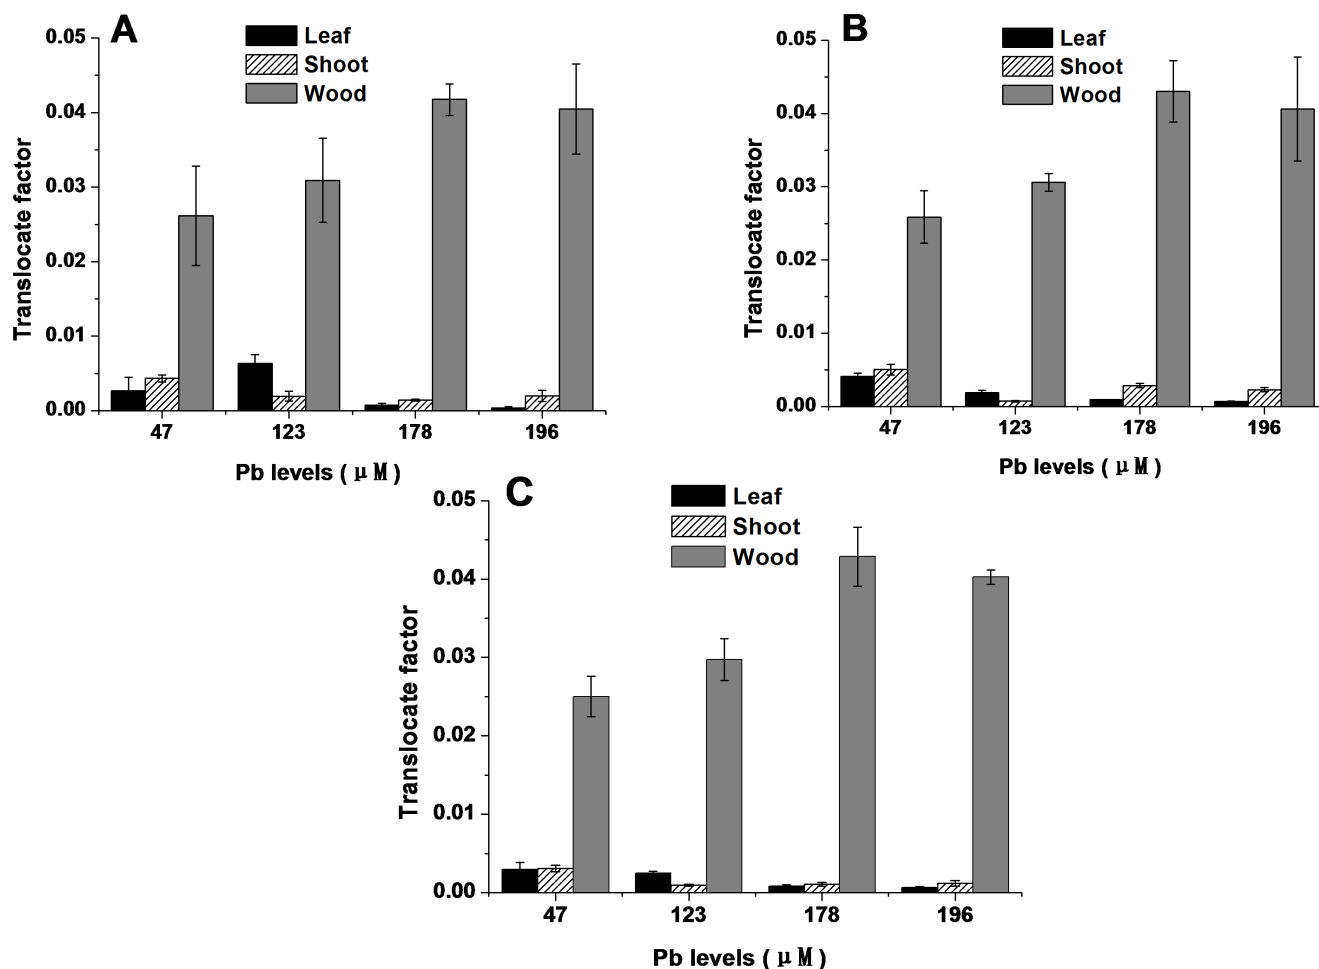 A
Leaf
Shoot
Wood
0.05
0.04
0.03
0.02
0.01
0.00
Translocate factor
47 123 178 196
Pb levels ( μM )
B
Leaf
Shoot
Wood
0.05
0.04
0.03
0.02
0.01
0.00
Translocate factor
47 123 178 196
Pb levels ( μM )
C
Leaf
Shoot
Wood
0.05
0.04
0.03
0.02
0.01
0.00
Translocate factor
47 123 178 196
Pb levels ( μM )